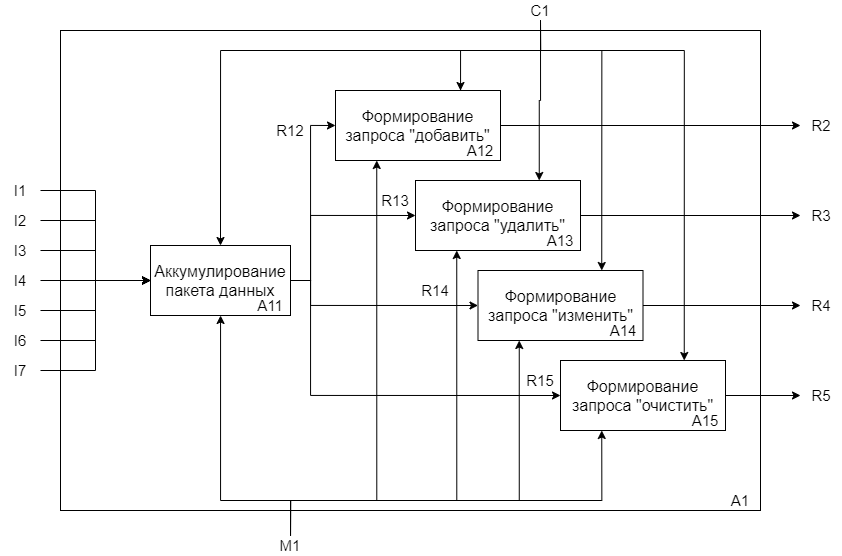 C1
Формирование
запроса "добавить"
A12
R12
R2
I1
I2
I3
I4
I5
I6
I7
R13
Формирование
запроса "удалить"
A13
R3
Аккумулирование
пакета данных
A11
R14
Формирование
запроса "изменить"
A14
R4
R15
Формирование
запроса "очистить"
A15
R5
A1
M1